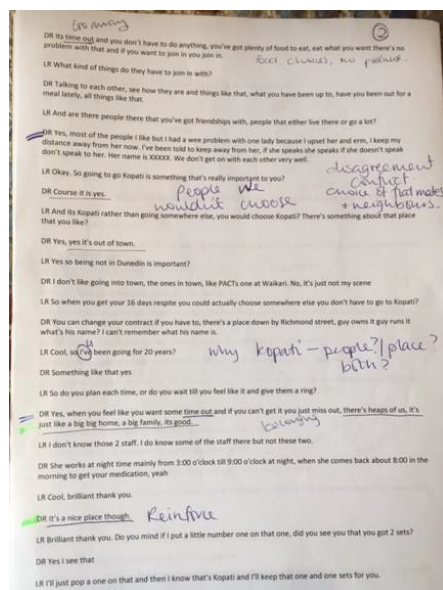 2
DR Its time out and you don't have to do anything, you've got plenty of food to eat, eat what you want there's no
problem with that and if you want to join in you join in.
food, choices, no
LR What kind of things do they have to join in with?
DR Talking to each other, see how they are and things like that, what you have been up to, have you been out for a
meal lately, all things like that.
LR And are there people there that you've got friendships with, people that either live there or go a lot?
DR Yes, most of the people I like but I had a wee problem with one lady because I upset her and erm, I keep my
distance away from her now. I've been told to keep away from her, if she speaks she upsets if she doesn't speak
don't speak to her. Her name is XXXXX. We don't get on with each other very well.
LR Okay. So going to go Kopati is something that's really important to you?
disagreement
conflict
DR Course it is yes.
People we
wouldn't choose
choice of flat mates
+ neighbours.
LR And its Kopati rather than going somewhere else, you would choose Kopati? There's something about that place
that you like?
DR Yes, yes it's out of town.
LR Yes so being not in Dunedin is important?
DR I don't like going into town, the ones in town, like PACTs one at Waikari. No, it's just not my scene
LR So when you get your 16 days respite you could actually choose somewhere else you don't have to go to Kopati?
DR You can change your contract if you have to, there's a place down by Richmond street, guy owns it guy runs it
what's his name? I can't remember what his name is.
LR Cool, so I've been going for 20 years?
why Kopati – people?/place?
both?
DR Something like that yes
LR So do you plan each time, or do you wait till you feel like it and give them a ring?
DR Yes, when you feel like you want some time out and if you can't get it you just miss out, there's heaps of us, it's
just like a big big home, a big family, its good.
belonging
LR I don't know those 2 staff. I do know some of the staff there but not these two.
DR She works at night time mainly from 3:00 o'clock till 9:00 o'clock at night, when she comes back about 8:00 in the
morning to get your medication, yeah
LR Cool, brilliant thank you.
DR it's a nice place though.
Reinforce
LR Brilliant thank you. Do you mind if I put a little number one on that one, did you see you that you got 2 sets?
DR Yes I see that
LR I'll just pop a one on that and then I know that's Kopati and I'll keep that one and one sets for you.